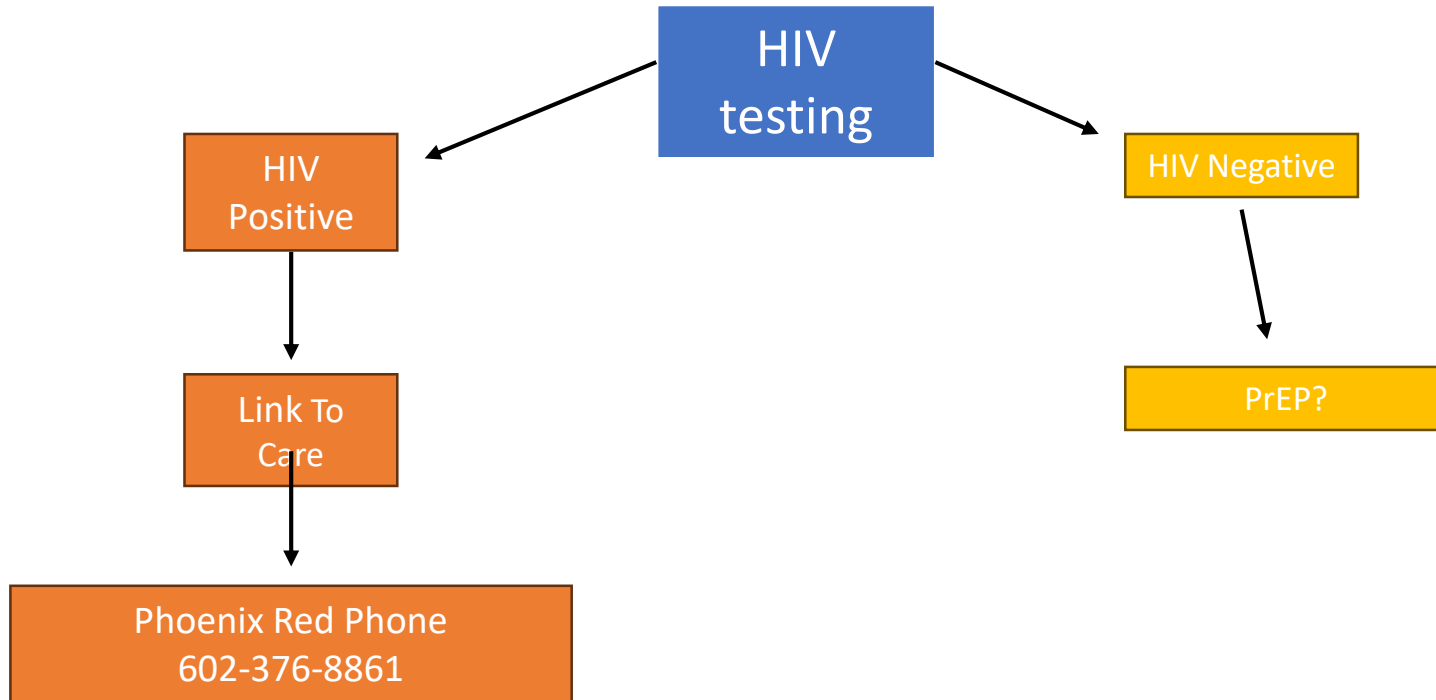 HIV
testing
HIV
Positive
HIV Negative
Link To
Care
PrEP?
Phoenix Red Phone
602-376-8861